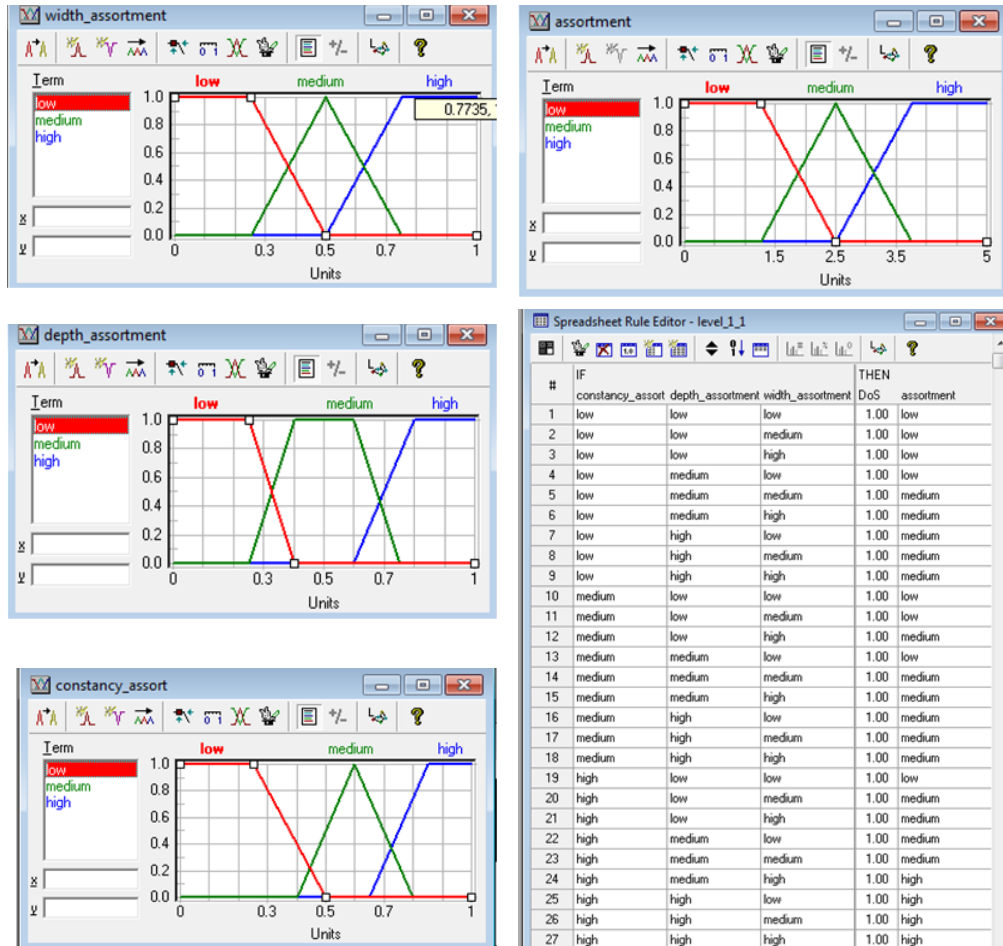 width_assortment
Term
low medium high
low
medium
high
1.0
0.7735,
0.8
0.6
0.4
0.2
0.0
x
y
0 0.3 0.5 0.7 1
Units
assortment
Term
low medium high
low
medium
high
1.0
0.8
0.6
0.4
0.2
0.0
x
y
0 1.5 2.5 3.5 5
Units
depth_assortment
Term
low medium high
low
medium
high
1.0
0.8
0.6
0.4
0.2
0.0
x
y
0 0.3 0.5 0.7 1
Units
constancy_assort
Term
low medium high
low
medium
high
1.0
0.8
0.6
0.4
0.2
0.0
x
y
0 0.3 0.5 0.7 1
Units
Spreadsheet Rule Editor - level_1_1
# IF THEN
constancy_assort depth_assortment width_assortment DoS assortment
1 low low low 1.00 low
2 low low medium 1.00 low
3 low low high 1.00 low
4 low medium low 1.00 low
5 low medium medium 1.00 medium
6 low medium high 1.00 medium
7 low high low 1.00 medium
8 low high medium 1.00 medium
9 low high high 1.00 medium
10 medium low low 1.00 low
11 medium low medium 1.00 low
12 medium low high 1.00 medium
13 medium medium low 1.00 low
14 medium medium medium 1.00 medium
15 medium medium high 1.00 medium
16 medium high low 1.00 medium
17 medium high medium 1.00 medium
18 medium high high 1.00 medium
19 high low low 1.00 low
20 high low medium 1.00 medium
21 high low high 1.00 medium
22 high medium low 1.00 medium
23 high medium medium 1.00 medium
24 high medium high 1.00 high
25 high high low 1.00 high
26 high high medium 1.00 high
27 high high high 1.00 high